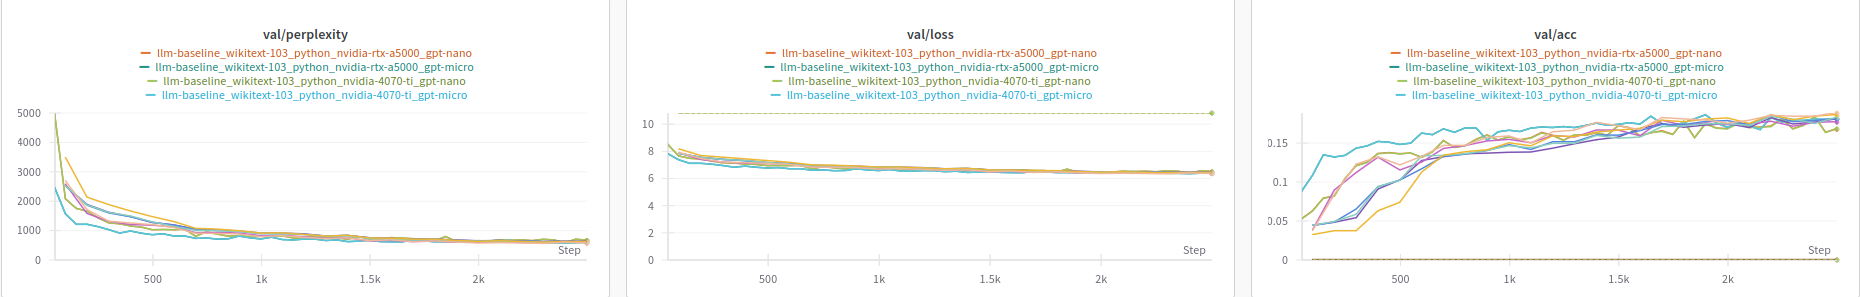 val/perplexity
llm-baseline_wikitext-103_python_nvidia-rtx-a5000_gpt-nano
llm-baseline_wikitext-103_python_nvidia-rtx-a5000_gpt-micro
llm-baseline_wikitext-103_python_nvidia-4070-ti_gpt-nano
llm-baseline_wikitext-103_python_nvidia-4070-ti_gpt-micro
5000
4000
3000
2000
1000
0
Step
500 1k 1.5k 2k
val/loss
llm-baseline_wikitext-103_python_nvidia-rtx-a5000_gpt-nano
llm-baseline_wikitext-103_python_nvidia-rtx-a5000_gpt-micro
llm-baseline_wikitext-103_python_nvidia-4070-ti_gpt-nano
llm-baseline_wikitext-103_python_nvidia-4070-ti_gpt-micro
10
8
6
4
2
0
Step
500 1k 1.5k 2k
val/acc
llm-baseline_wikitext-103_python_nvidia-rtx-a5000_gpt-nano
llm-baseline_wikitext-103_python_nvidia-rtx-a5000_gpt-micro
llm-baseline_wikitext-103_python_nvidia-4070-ti_gpt-nano
llm-baseline_wikitext-103_python_nvidia-4070-ti_gpt-micro
0.15
0.1
0.05
0
Step
500 1k 1.5k 2k